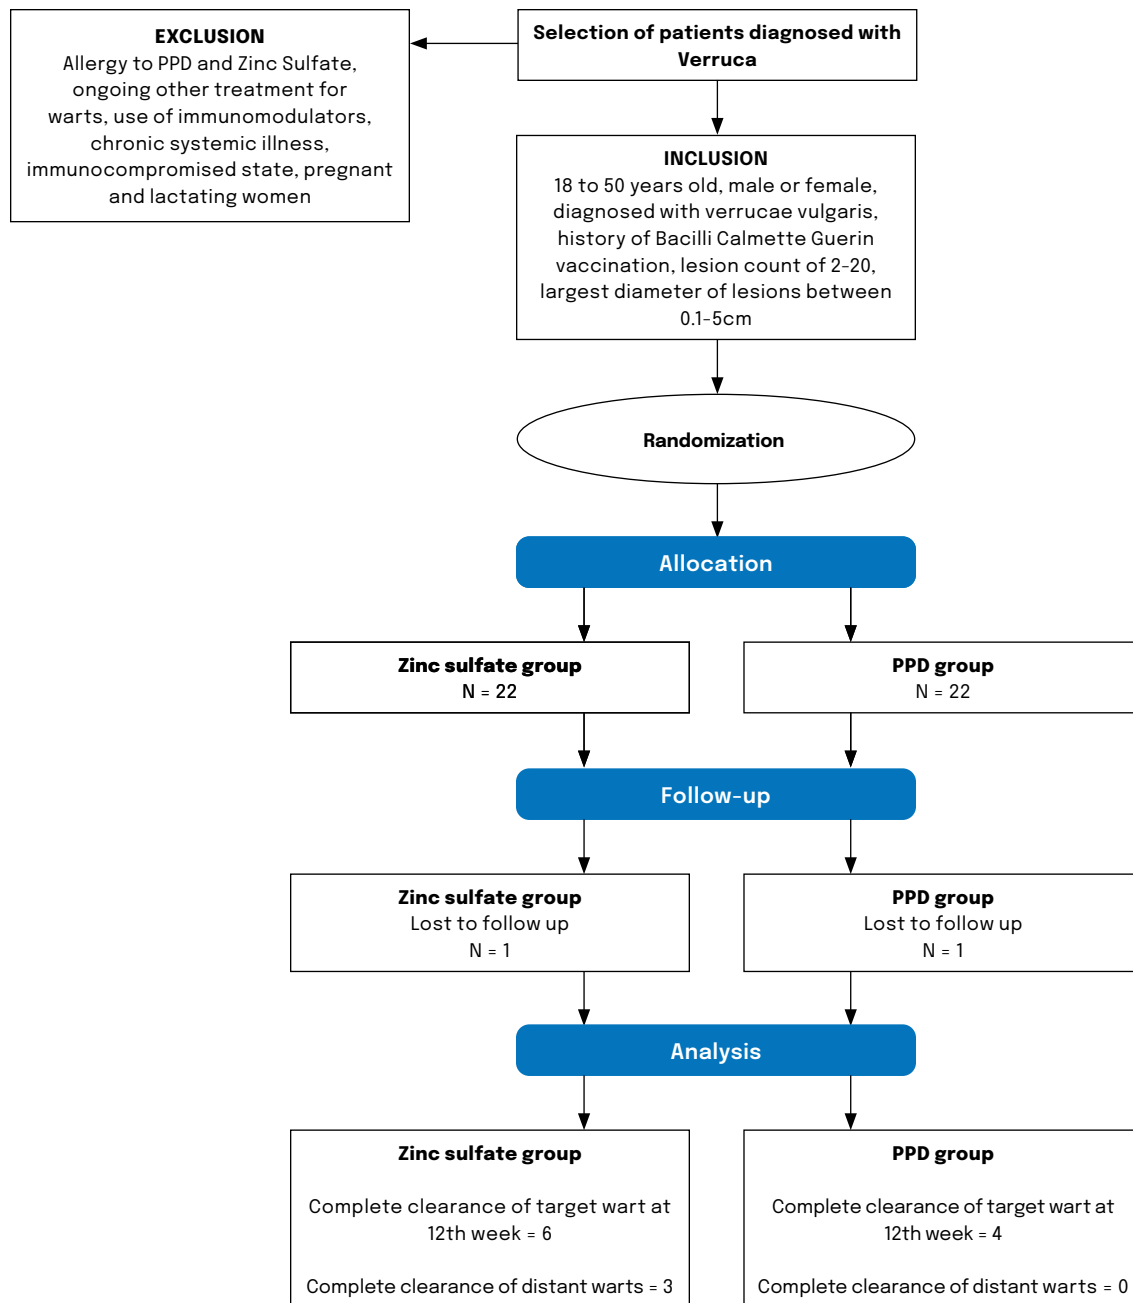 EXCLUSION
Allergy to PPD and Zinc Sulfate,
ongoing other treatment for
warts, use of immunomodulators,
chronic systemic illness,
immunocompromised state, pregnant
and lactating women
Selection of patients diagnosed with
Verruca
INCLUSION
18 to 50 years old, male or female,
diagnosed with verrucae vulgaris,
history of Bacilli Calmette Guerin
vaccination, lesion count of 2-20,
largest diameter of lesions between
0.1-5cm
Randomization
Allocation
Zinc sulfate group
N = 22
PPD group
N = 22
Follow-up
Zinc sulfate group
Lost to follow up
N = 1
PPD group
Lost to follow up
N = 1
Analysis
Zinc sulfate group
Complete clearance of target wart at
12th week = 6
Complete clearance of distant warts = 3
PPD group
Complete clearance of target wart at
12th week = 4
Complete clearance of distant warts = 0